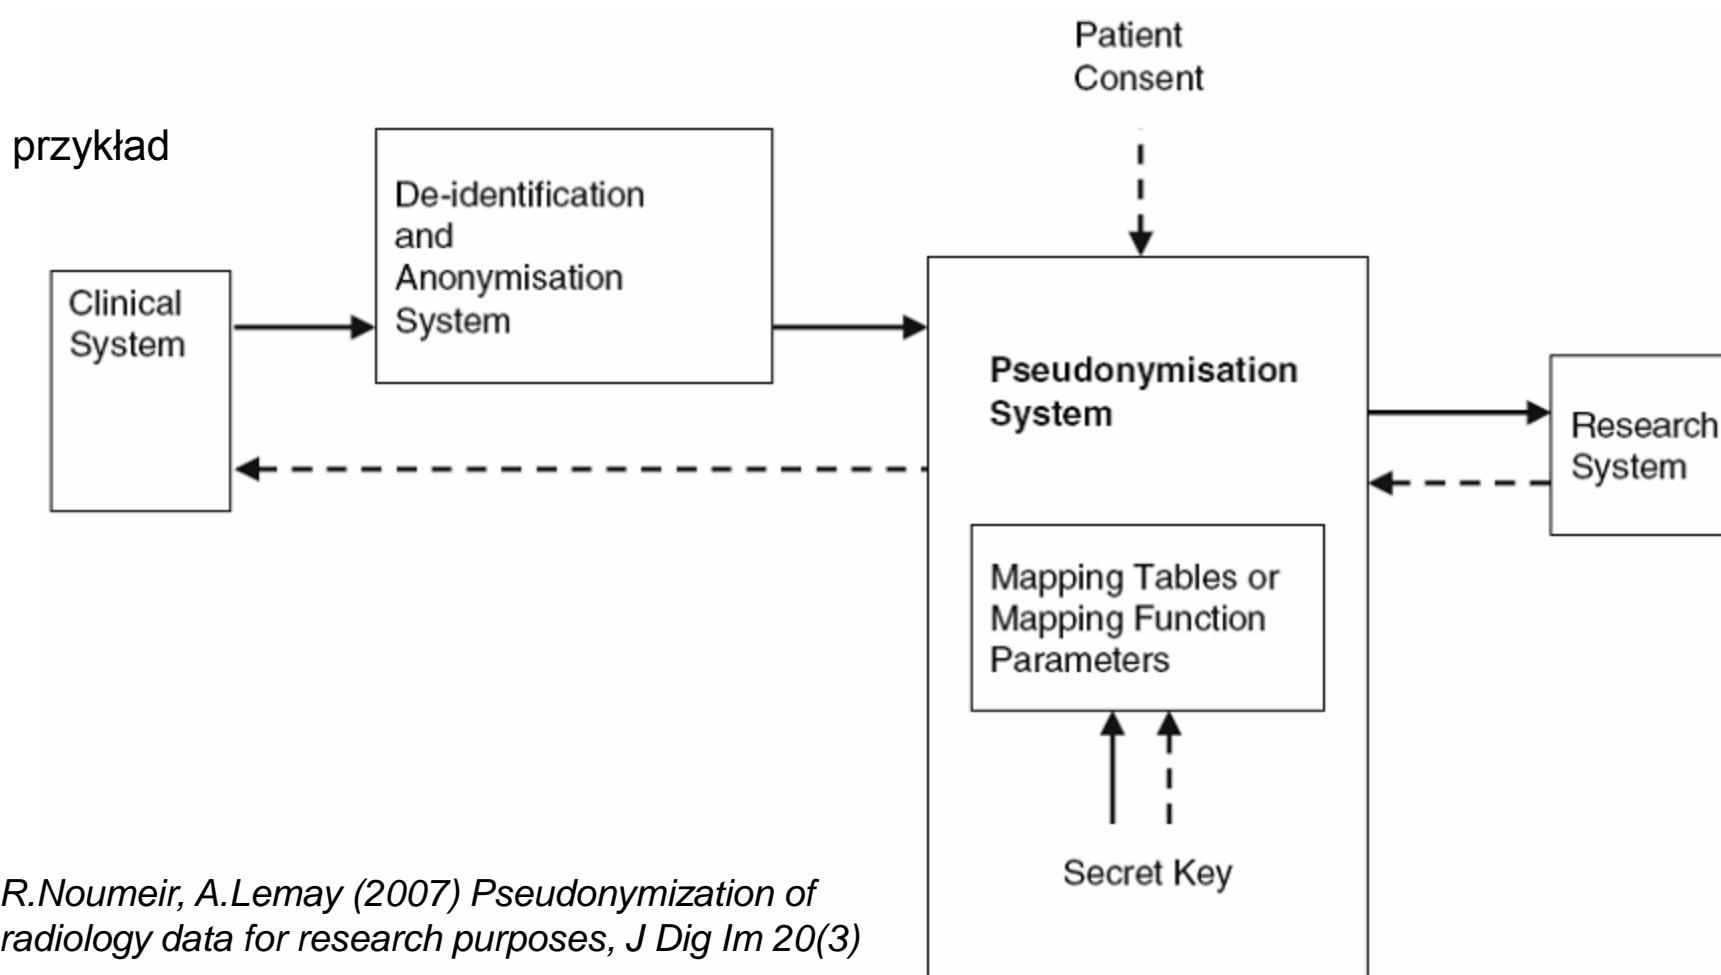 przykład
Patient
Consent
De-identification
and
Anonymisation
System
Clinical
System
Pseudonymisation
System
Research
System
Mapping Tables or
Mapping Function
Parameters
Secret Key
R.Noumeir, A.Lemay (2007) Pseudonymization of
radiology data for research purposes, J Dig Im 20(3)